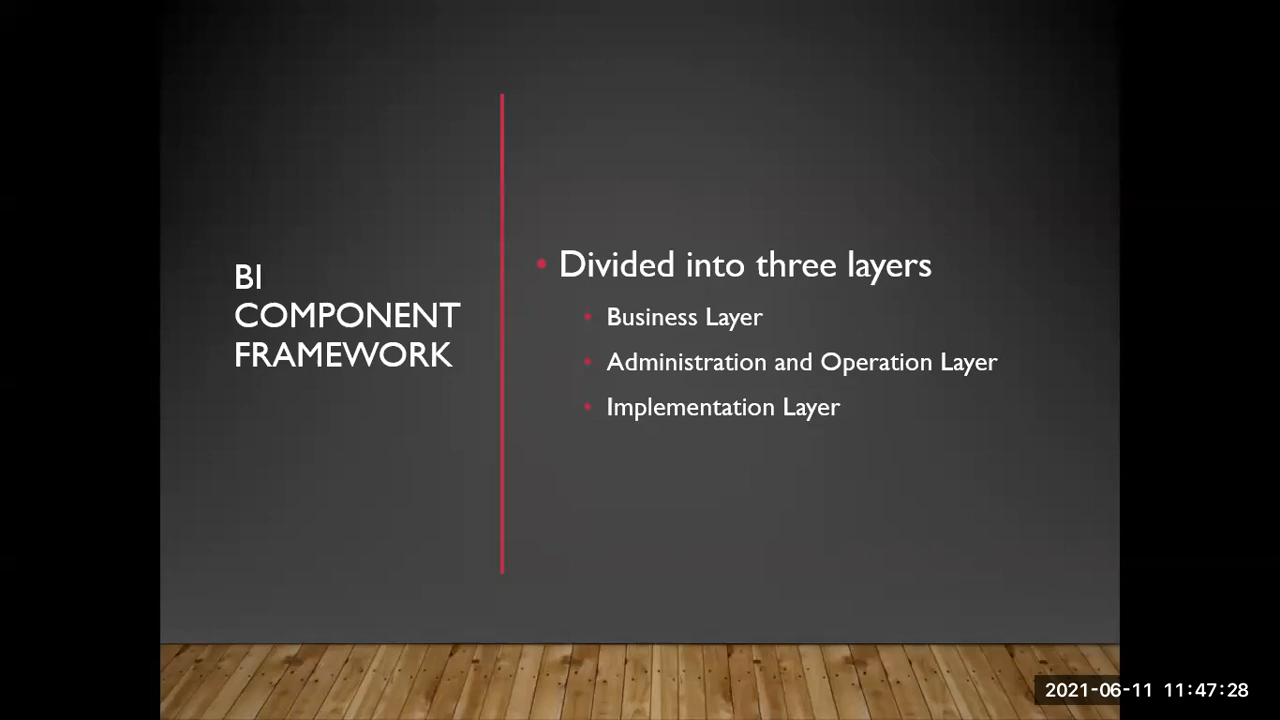 BI
COMPONENT
FRAMEWORK
Divided into three layers
Business Layer
Administration and Operation Layer
Implementation Layer
2021-06-11 11:47:28